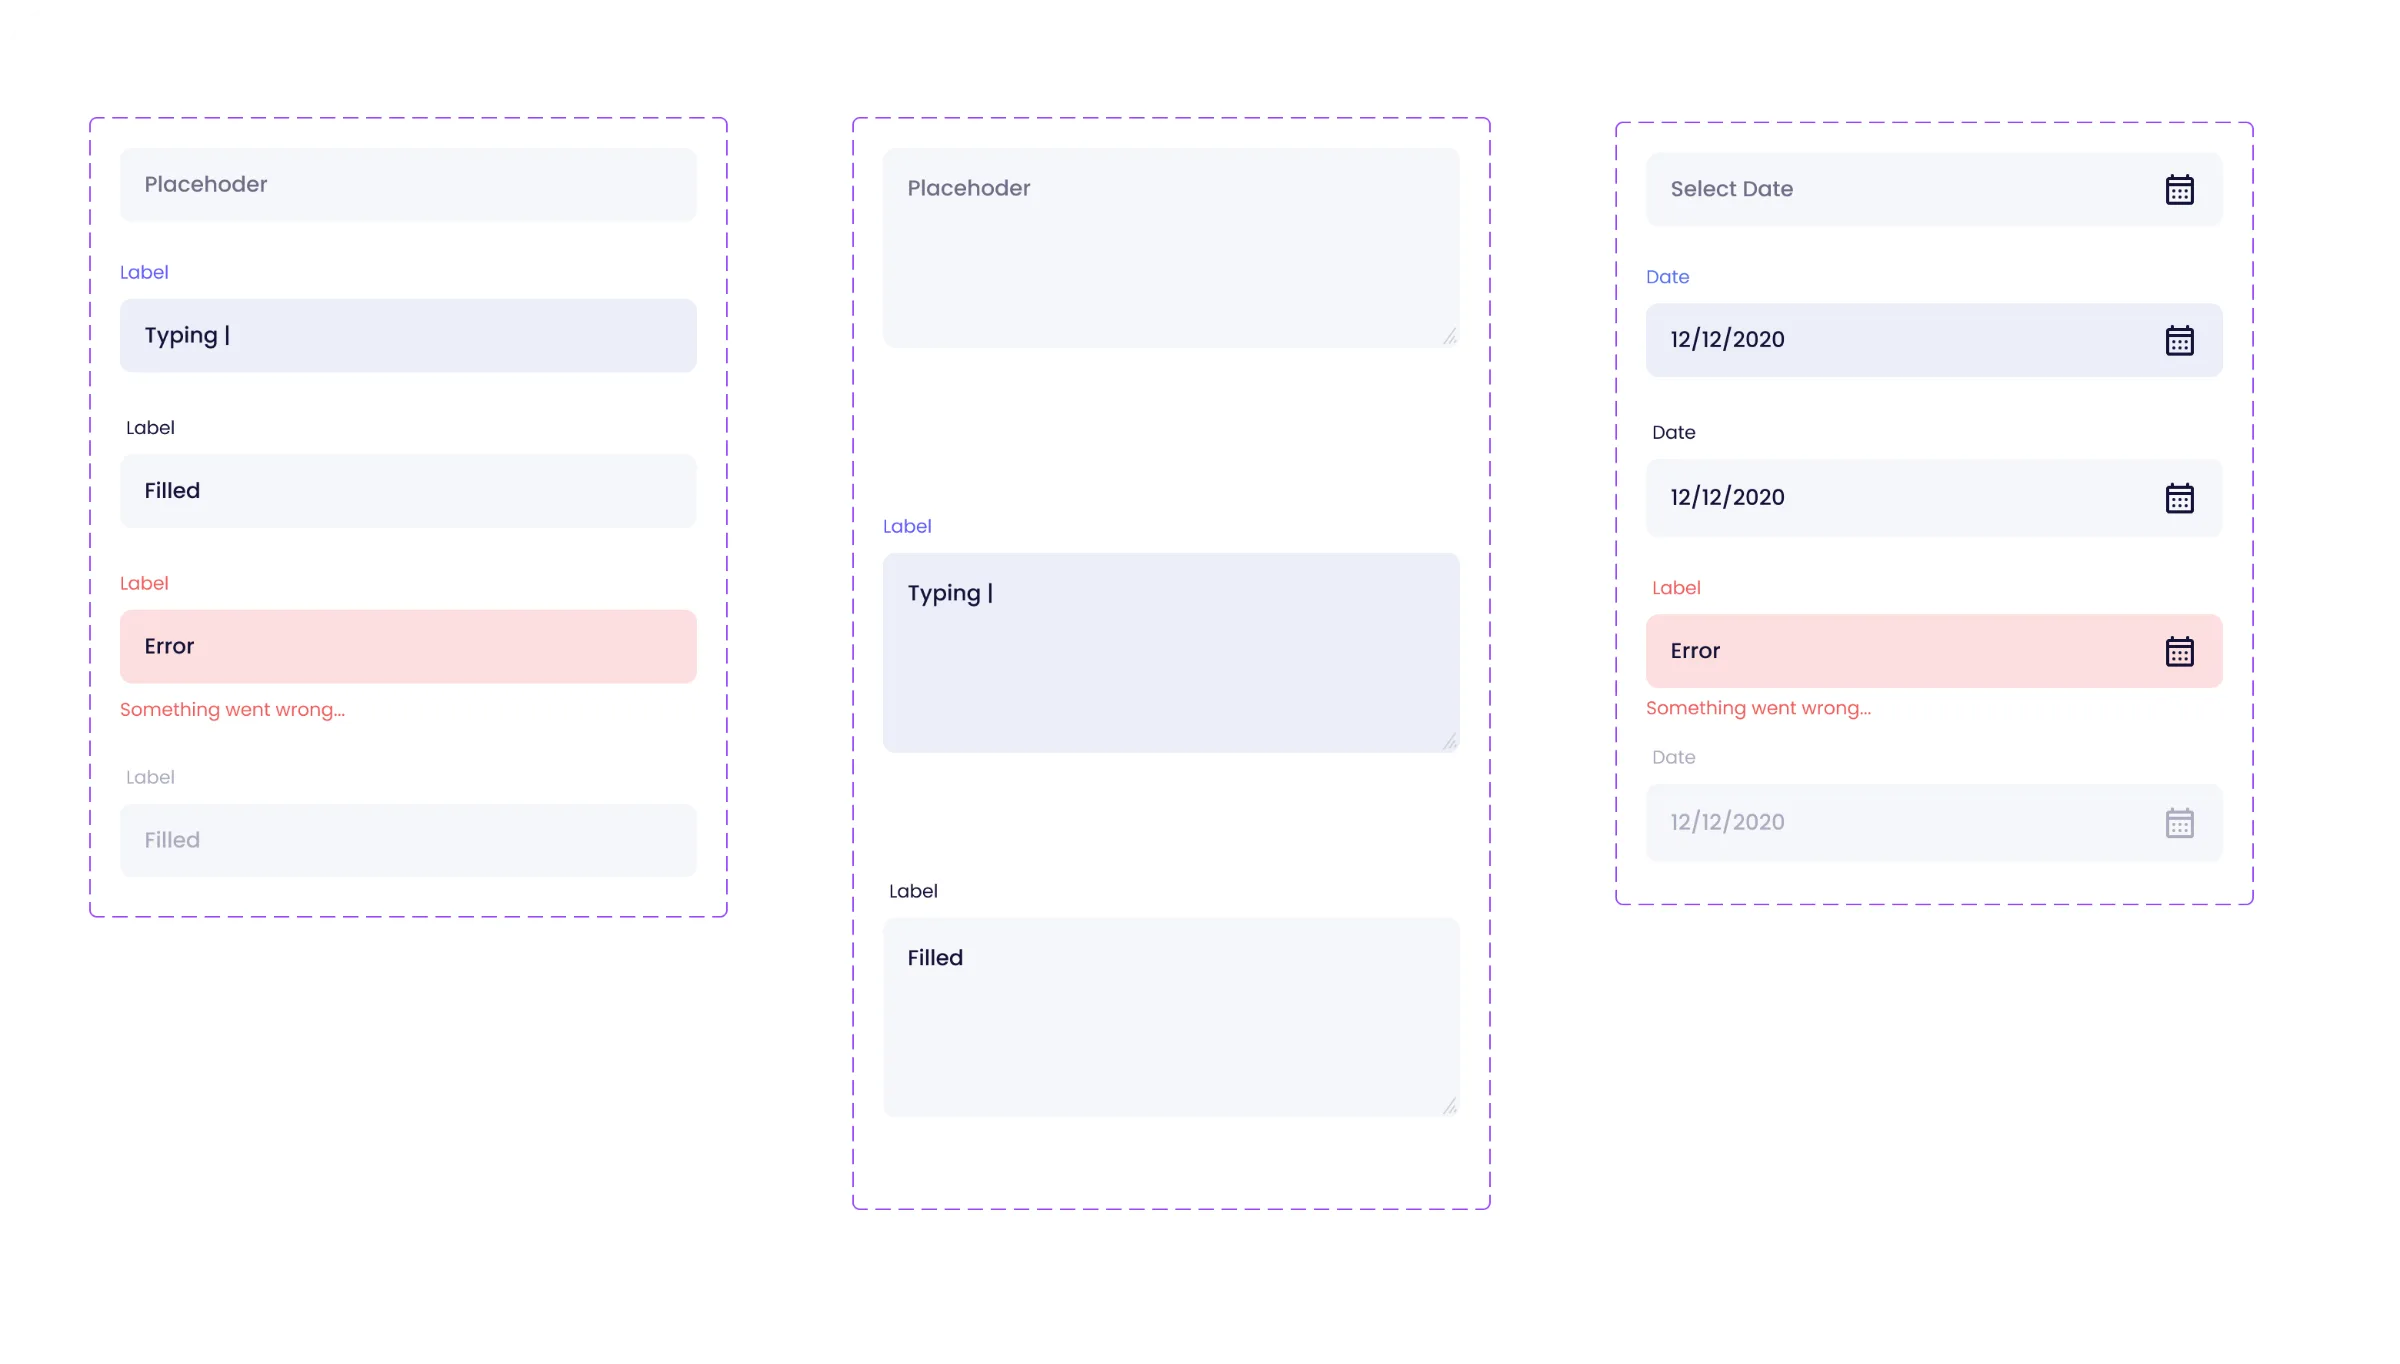 Placehoder
Label
Typing |
Label
Filled
Label
Error
Something went wrong...
Label
Filled
Placehoder
Label
Typing |
Label
Filled
Select Date
Date
12/12/2020
Date
12/12/2020
Label
Error
Something went wrong...
Date
12/12/2020